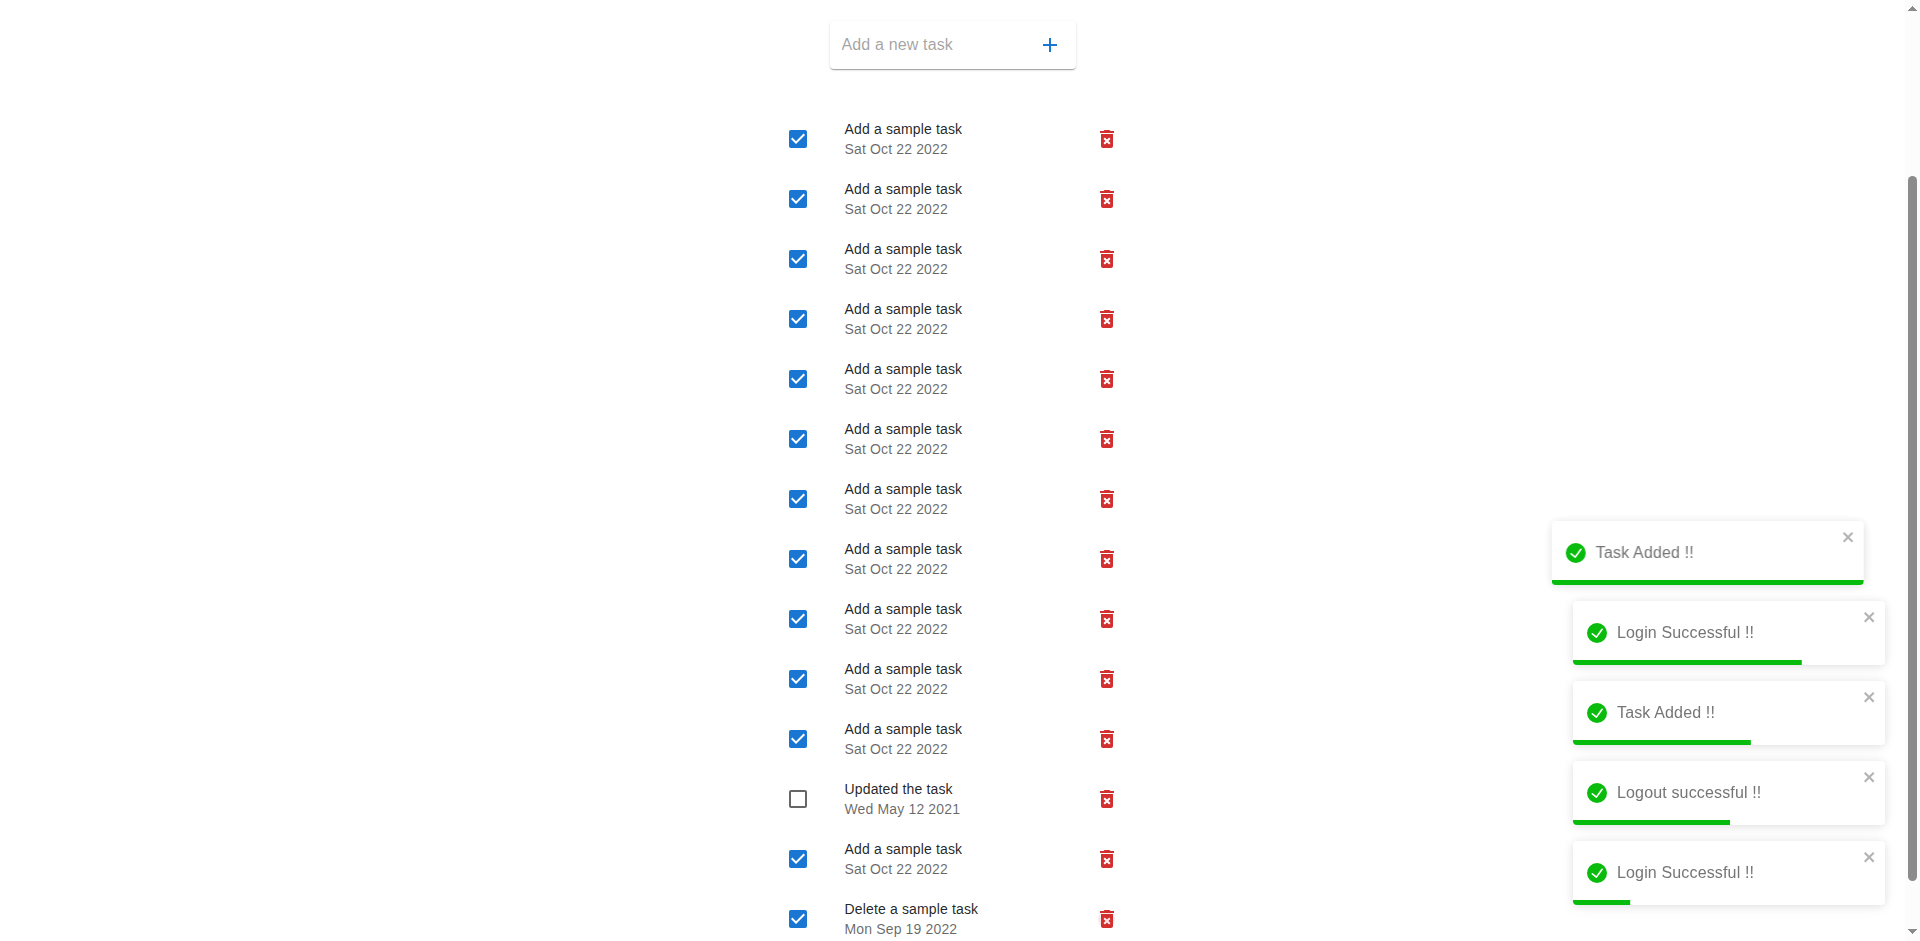 Add a new task
Add a sample task
Sat Oct 22 2022
Add a sample task
Sat Oct 22 2022
Add a sample task
Sat Oct 22 2022
Add a sample task
Sat Oct 22 2022
Add a sample task
Sat Oct 22 2022
Add a sample task
Sat Oct 22 2022
Add a sample task
Sat Oct 22 2022
Add a sample task
Sat Oct 22 2022
Add a sample task
Sat Oct 22 2022
Add a sample task
Sat Oct 22 2022
Add a sample task
Sat Oct 22 2022
Updated the task
Wed May 12 2021
Add a sample task
Sat Oct 22 2022
Delete a sample task
Mon Sep 19 2022
Task Added !!
Login Successful !!
Task Added !!
Logout successful !!
Login Successful !!